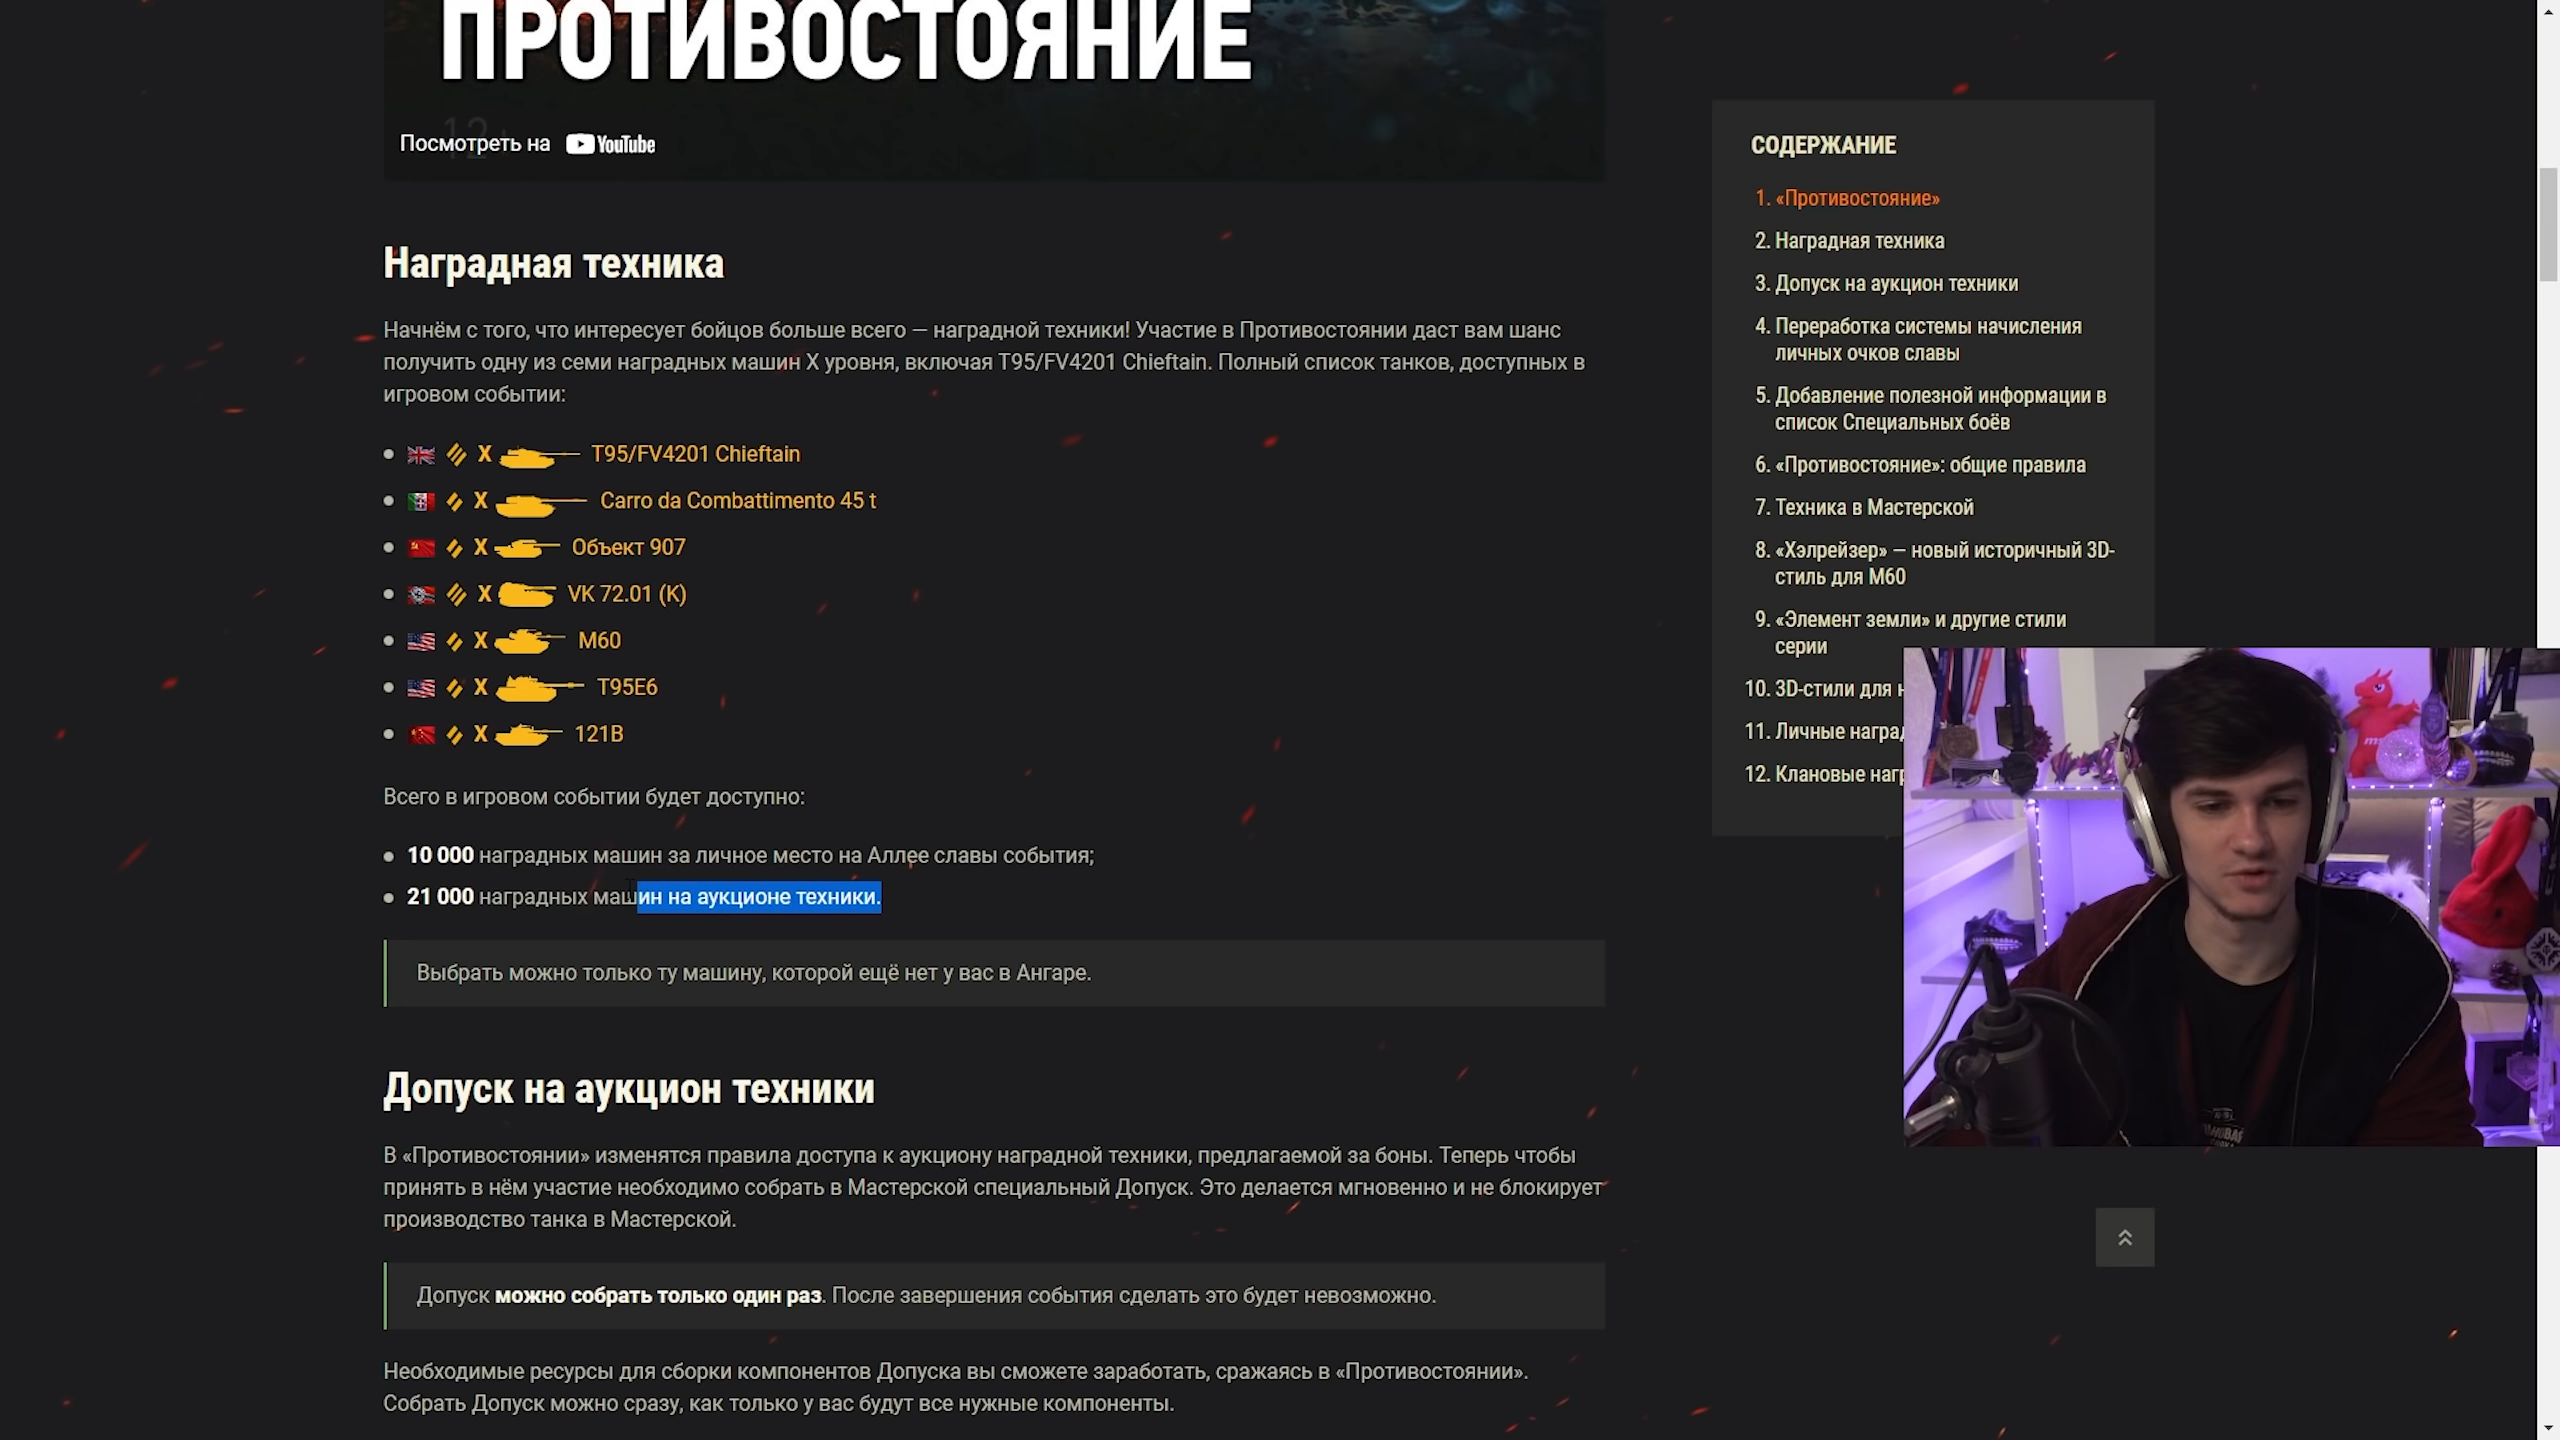 ПРОТИВОСТОЯНИЕ
12+
Посмотреть на YouTube
Наградная техника
Начнём с того, что интересует бойцов больше всего — наградной техники! Участие в Противостоянии даст вам шанс
получить одну из семи наградных машин X уровня, включая T95/FV4201 Chieftain. Полный список танков, доступных в
игровом событии:
X T95/FV4201 Chieftain
X Carro da Combattimento 45 t
X Объект 907
X VK 72.01 (K)
X M60
X T95E6
X 121B
Всего в игровом событии будет доступно:
10 000 наградных машин за личное место на Аллее славы события;
21 000 наградных машин на аукционе техники.
Выбрать можно только ту машину, которой ещё нет у вас в Ангаре.
Допуск на аукцион техники
В «Противостоянии» изменятся правила доступа к аукциону наградной техники, предлагаемой за боны. Теперь чтобы
принять в нём участие необходимо собрать в Мастерской специальный Допуск. Это делается мгновенно и не блокирует
производство танка в Мастерской.
Допуск можно собрать только один раз. После завершения события сделать это будет невозможно.
Необходимые ресурсы для сборки компонентов Допуска вы сможете заработать, сражаясь в «Противостоянии».
Собрать Допуск можно сразу, как только у вас будут все нужные компоненты.
СОДЕРЖАНИЕ
1. «Противостояние»
2. Наградная техника
3. Допуск на аукцион техники
4. Переработка системы начисления
личных очков славы
5. Добавление полезной информации в
список Специальных боёв
6. «Противостояние»: общие правила
7. Техника в Мастерской
8. «Хэлрейзер» — новый историчный 3D-
стиль для M60
9. «Элемент земли» и другие стили
серии
10. 3D-стили для
11. Личные
12. Клановые